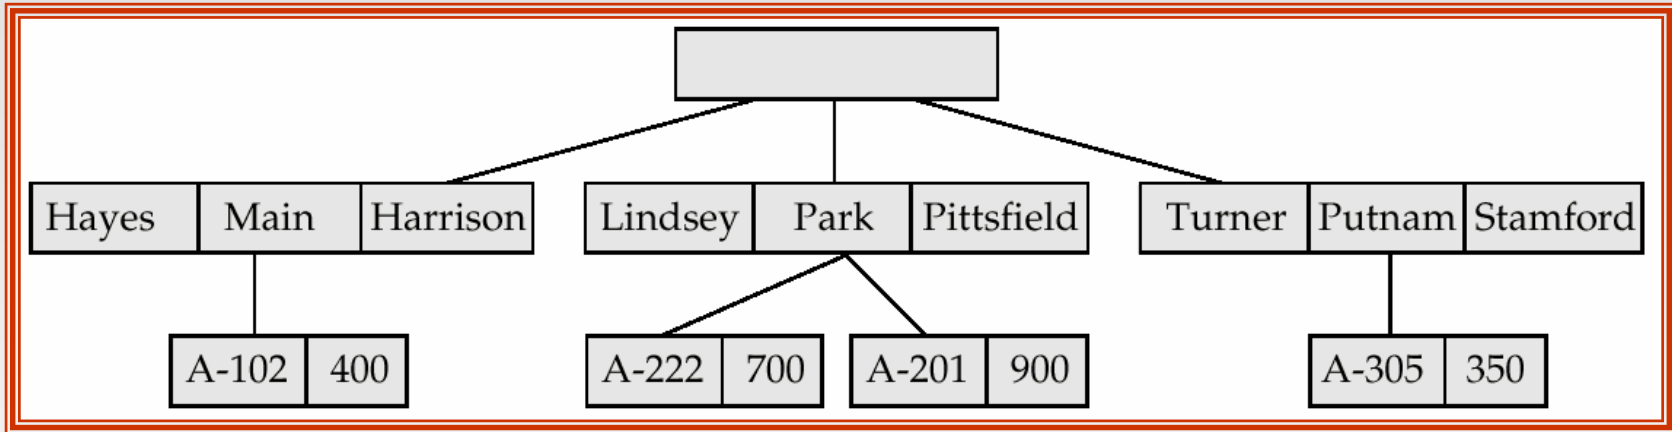 Hayes Main Harrison Lindsey Park Pittsfield Turner Putnam Stamford
A-102 400 A-222 700 A-201 900 A-305 350